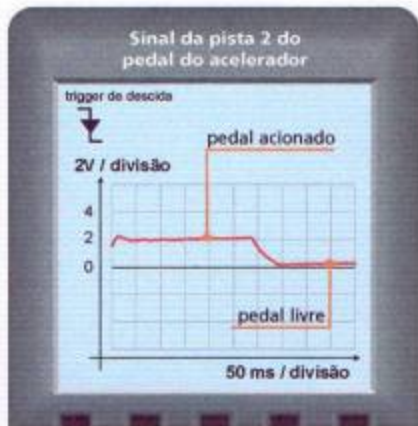 Sinal da pista 2 do
pedal do acelerador
trigger de descida
pedal acionado
2V / divisão
4
2
0
pedal livre
50 ms / divisão